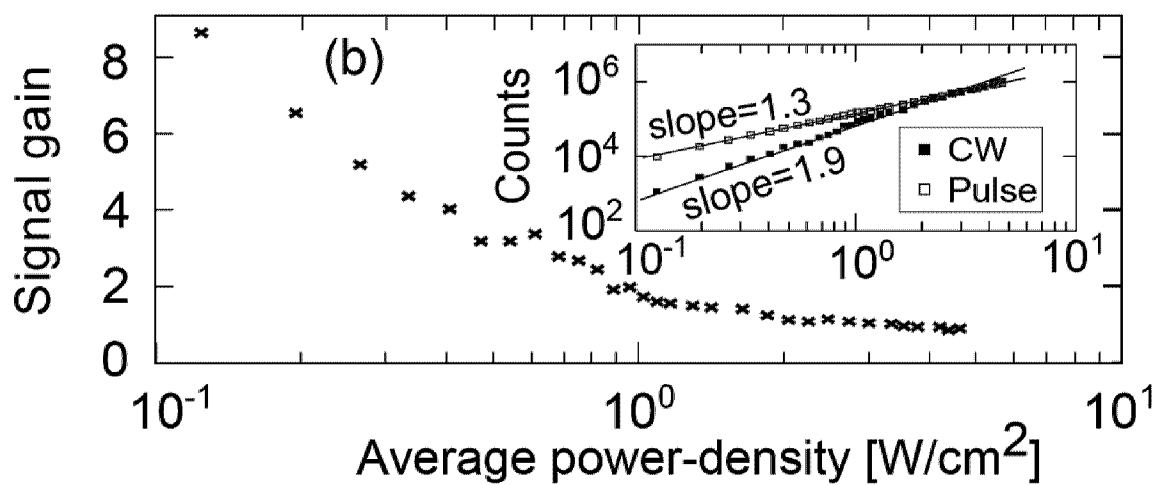 Signal gain
8
6
4
2
0
(b)
Counts
10^6
10^4
10^2
slope=1.3
slope=1.9
CW
Pulse
10^-1 10^0 10^1
10^-1 10^0 10^1
Average power-density [W/cm^2]